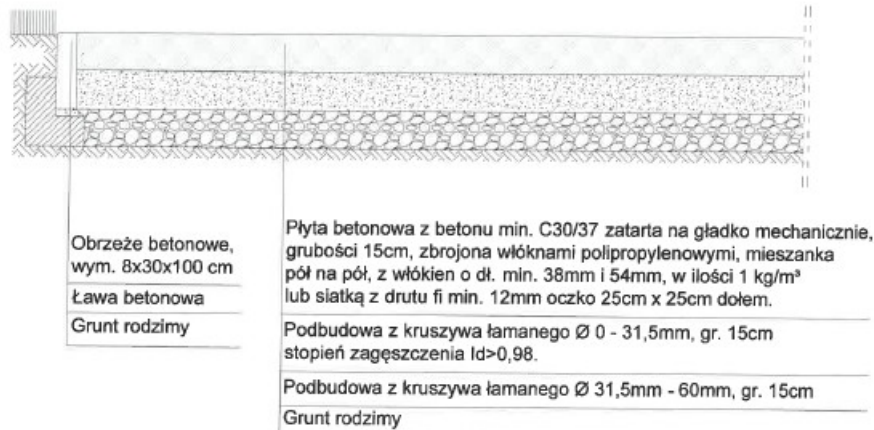 Obrzeże betonowe,
wym. 8x30x100 cm
Ława betonowa
Grunt rodzimy
Płyta betonowa z betonu min. C30/37 zatarta na gładko mechanicznie,
grubości 15cm, zbrojona włóknami polipropylenowymi, mieszanka
pół na pół, z włókien o dł. min. 38mm i 54mm, w ilości 1 kg/m³
lub siatką z drutu fi min. 12mm oczko 25cm x 25cm dołem.
Podbudowa z kruszywa łamanego Ø 0 - 31,5mm, gr. 15cm
stopień zagęszczenia Id>0,98.
Podbudowa z kruszywa łamanego Ø 31,5mm - 60mm, gr. 15cm
Grunt rodzimy